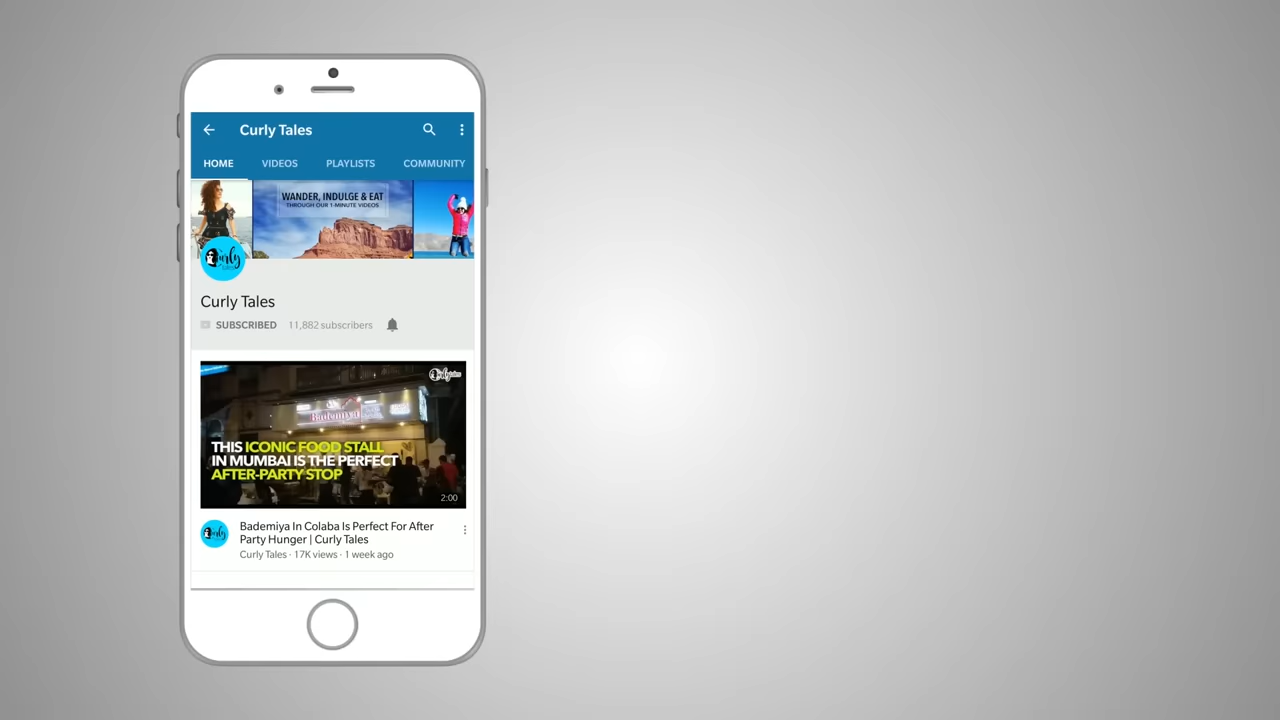 Curly Tales
HOME VIDEOS PLAYLISTS COMMUNITY
WANDER, INDULGE & EAT
THROUGH OUR 1-MINUTE VIDEOS
Curly
tales
Curly Tales
SUBSCRIBED 11,882 subscribers
Bademiya
THIS ICONIC FOOD STALL
IN MUMBAI IS THE PERFECT
AFTER-PARTY STOP
2:00
Bademiya In Colaba Is Perfect For After
Party Hunger | Curly Tales
Curly Tales · 17K views · 1 week ago